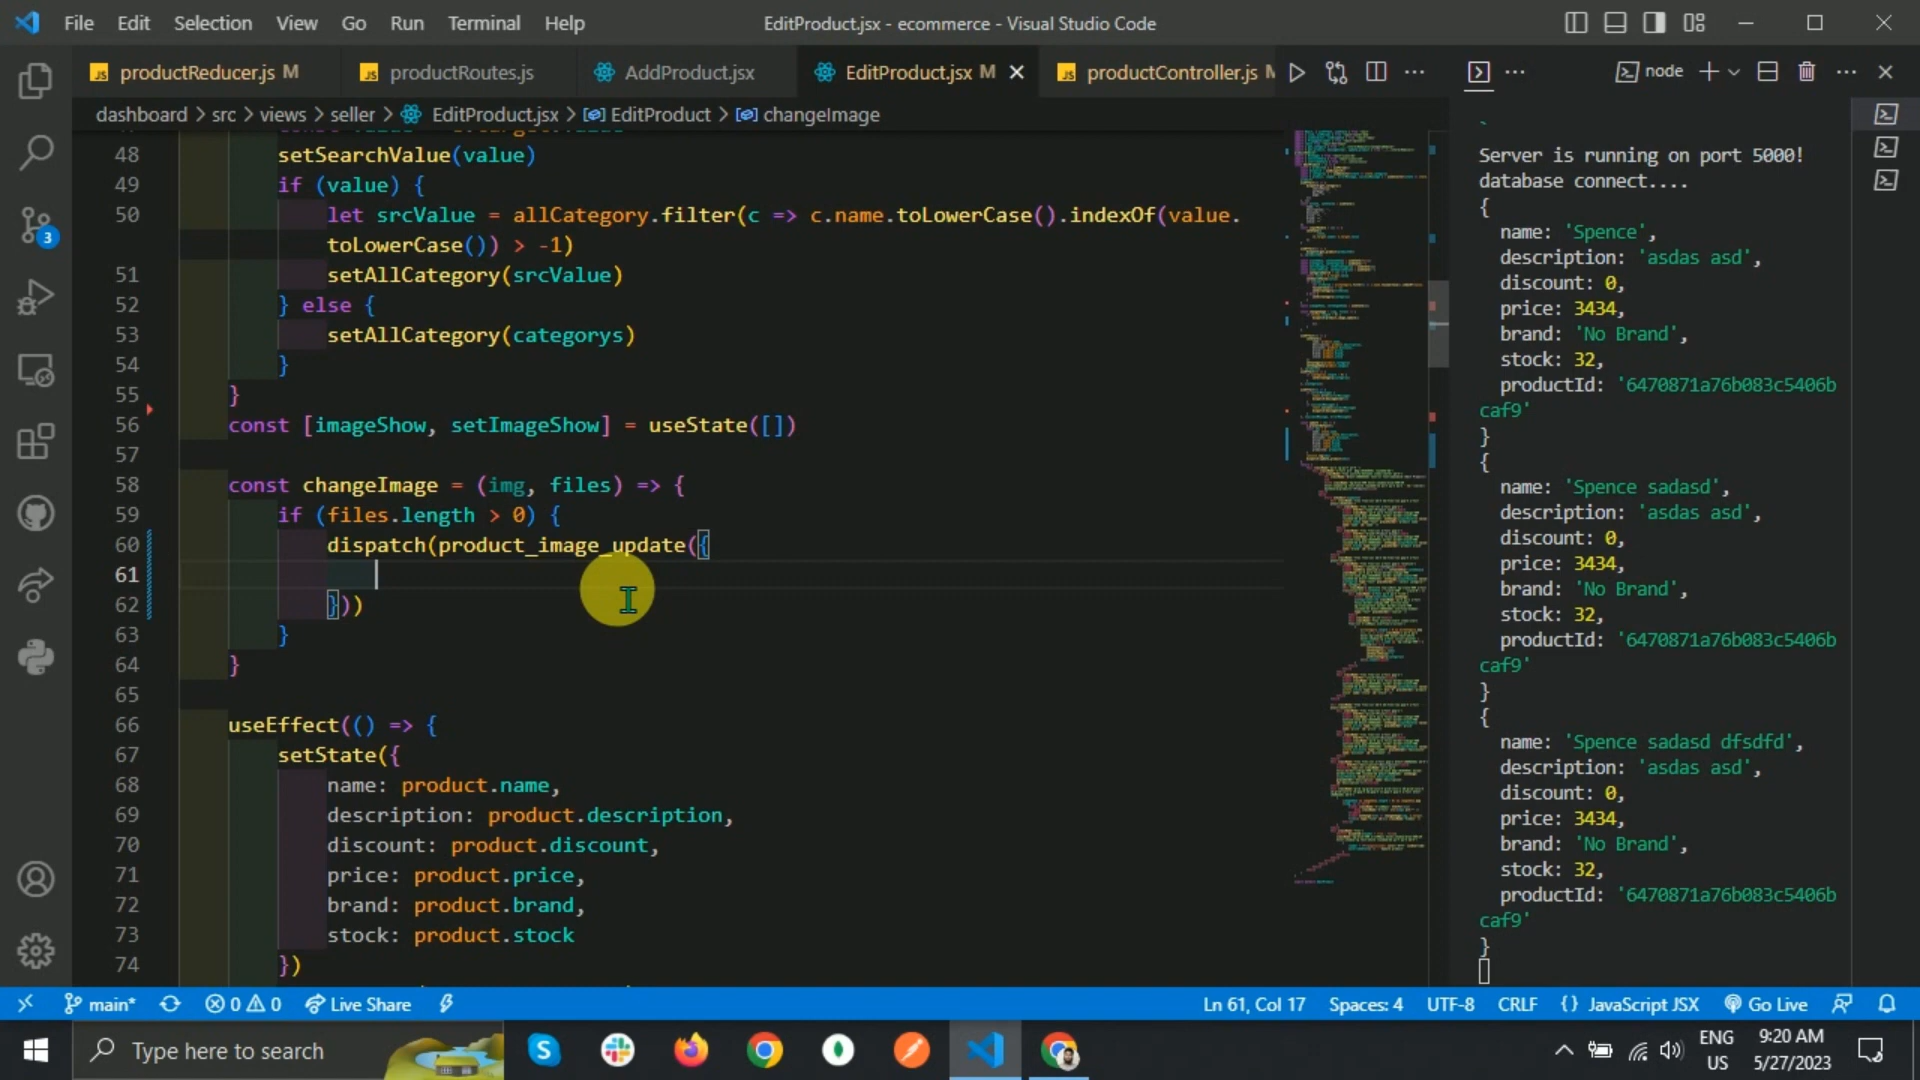 File Edit Selection View Go Run Terminal Help
EditProduct.jsx - ecommerce - Visual Studio Code
productReducer.js M productRoutes.js AddProduct.jsx EditProduct.jsx M productController.js
node
dashboard > src > views > seller > EditProduct.jsx > EditProduct > changeImage
48 setSearchValue(value)
49 if (value) {
50 let srcValue = allCategory.filter(c => c.name.toLowerCase().indexOf(value.
toLowerCase()) > -1)
51 setAllCategory(srcValue)
52 } else {
53 setAllCategory(categorys)
54 }
55 }
56 const [imageShow, setImageShow] = useState([])
57
58 const changeImage = (img, files) => {
59 if (files.length > 0) {
60 dispatch(product_image_update({
61
62 }))
63 }
64 }
65
66 useEffect(() => {
67 setState({
68 name: product.name,
69 description: product.description,
70 discount: product.discount,
71 price: product.price,
72 brand: product.brand,
73 stock: product.stock
74 })
`
Server is running on port 5000!
database connect....
{
name: 'Spence',
description: 'asdas asd',
discount: 0,
price: 3434,
brand: 'No Brand',
stock: 32,
productId: '6470871a76b083c5406b
caf9'
}
{
name: 'Spence sadasd',
description: 'asdas asd',
discount: 0,
price: 3434,
brand: 'No Brand',
stock: 32,
productId: '6470871a76b083c5406b
caf9'
}
{
name: 'Spence sadasd dfsdfd',
description: 'asdas asd',
discount: 0,
price: 3434,
brand: 'No Brand',
stock: 32,
productId: '6470871a76b083c5406b
caf9'
}
3
main* 0 0 Live Share
Ln 61, Col 17 Spaces: 4 UTF-8 CRLF {} JavaScript JSX Go Live
Type here to search
ENG
US
9:20 AM
5/27/2023